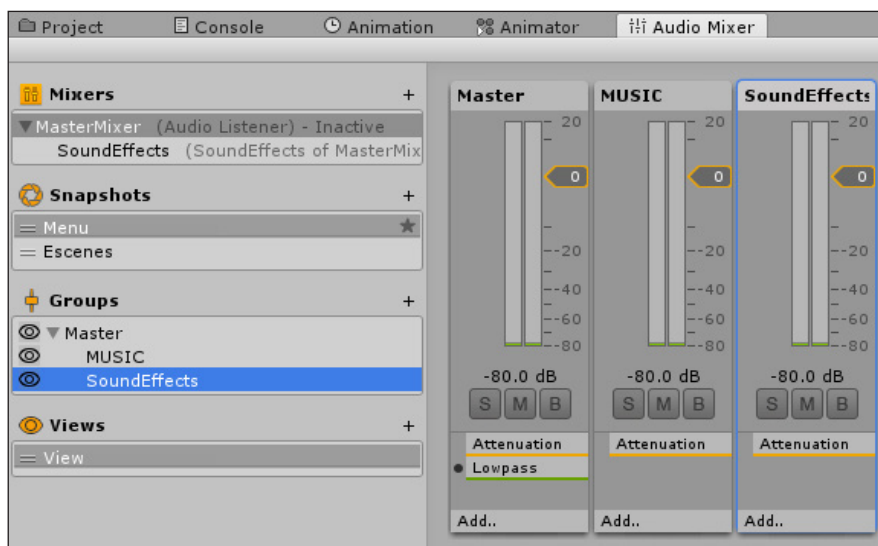 Project Console Animation Animator Audio Mixer
Mixers +
MasterMixer (Audio Listener) - Inactive
SoundEffects (SoundEffects of MasterMix
Snapshots +
Menu
Escenes
Groups +
Master
MUSIC
SoundEffects
Views +
View
Master
20
0
--20
--40
--60
--80
-80.0 dB
S M B
Attenuation
Lowpass
Add..
MUSIC
20
0
--20
--40
--60
--80
-80.0 dB
S M B
Attenuation
Add..
SoundEffects
20
0
--20
--40
--60
--80
-80.0 dB
S M B
Attenuation
Add..